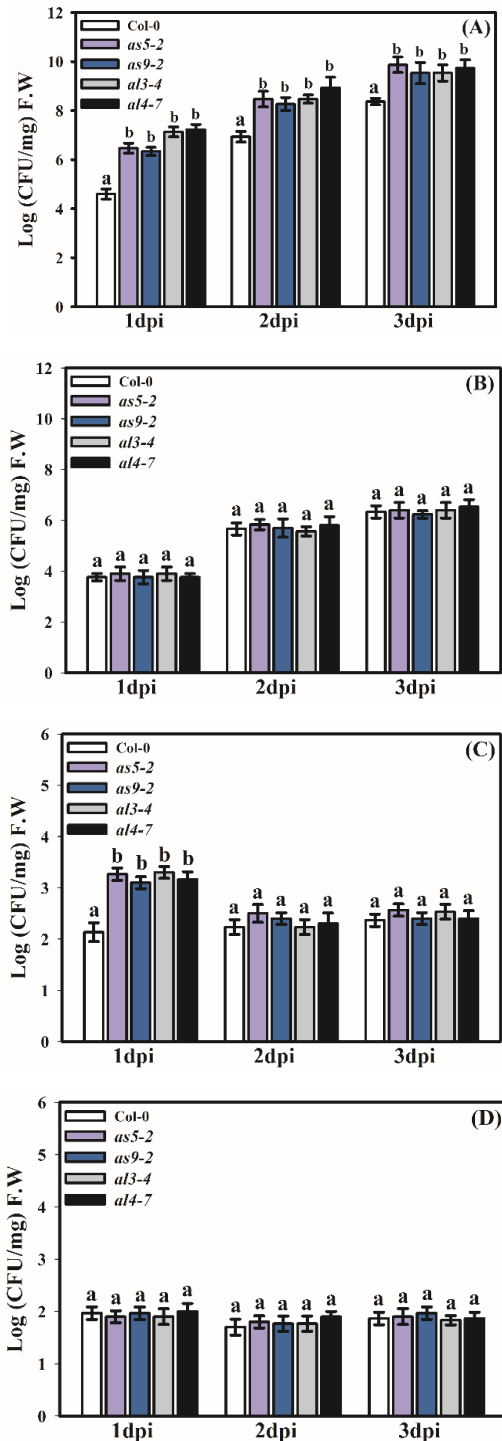 (A)
Col-0
as5-2
as9-2
al3-4
al4-7
Log (CFU/mg) F.W
12
10
8
6
4
2
0
a b b b b
a b b b b
a b b b b
1dpi 2dpi 3dpi
(B)
Col-0
as5-2
as9-2
al3-4
al4-7
Log (CFU/mg) F.W
12
10
8
6
4
2
0
a a a a a
a a a a a
a a a a a
1dpi 2dpi 3dpi
(C)
Col-0
as5-2
as9-2
al3-4
al4-7
Log (CFU/mg) F.W
6
5
4
3
2
1
0
a b b b b
a a a a a
a a a a a
1dpi 2dpi 3dpi
(D)
Col-0
as5-2
as9-2
al3-4
al4-7
Log (CFU/mg) F.W
6
5
4
3
2
1
0
a a a a a
a a a a a
a a a a a
1dpi 2dpi 3dpi